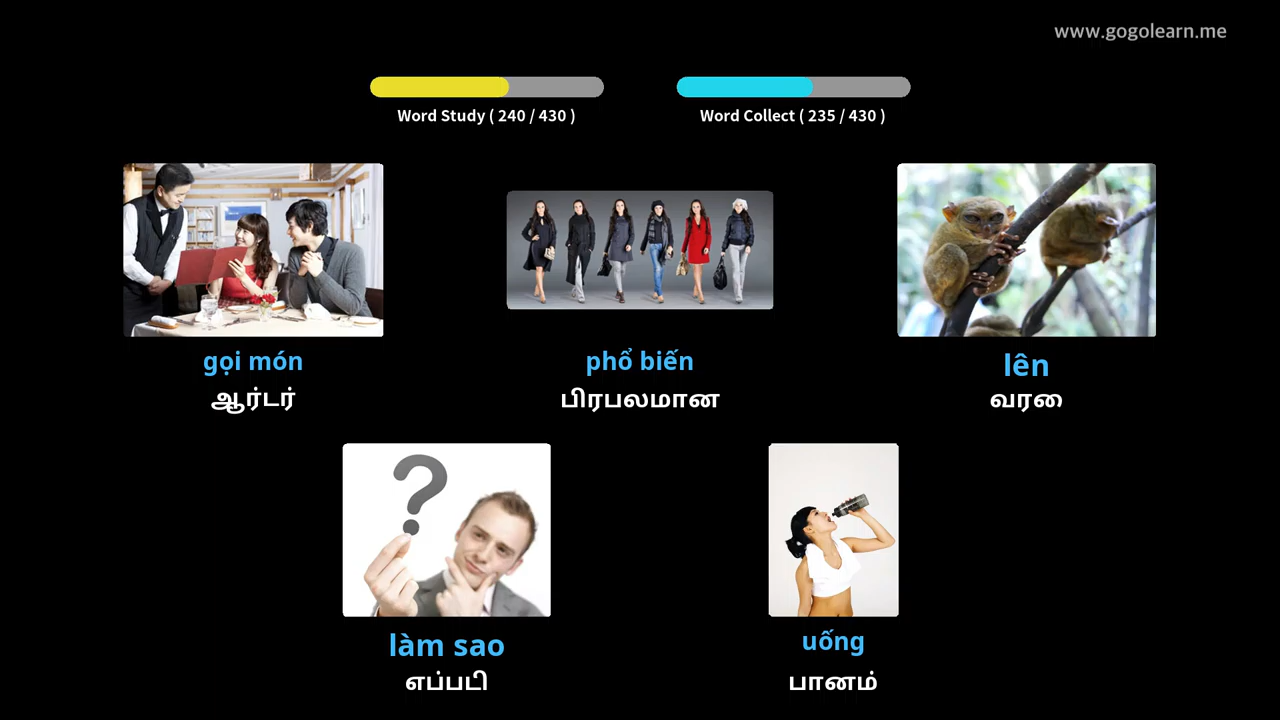 www.gogolearn.me
Word Study ( 240 / 430 )
Word Collect ( 235 / 430 )
gọi món
ஆர்டர்
phổ biến
பிரபலமான
lên
வரை
làm sao
எப்படி
uống
பானம்